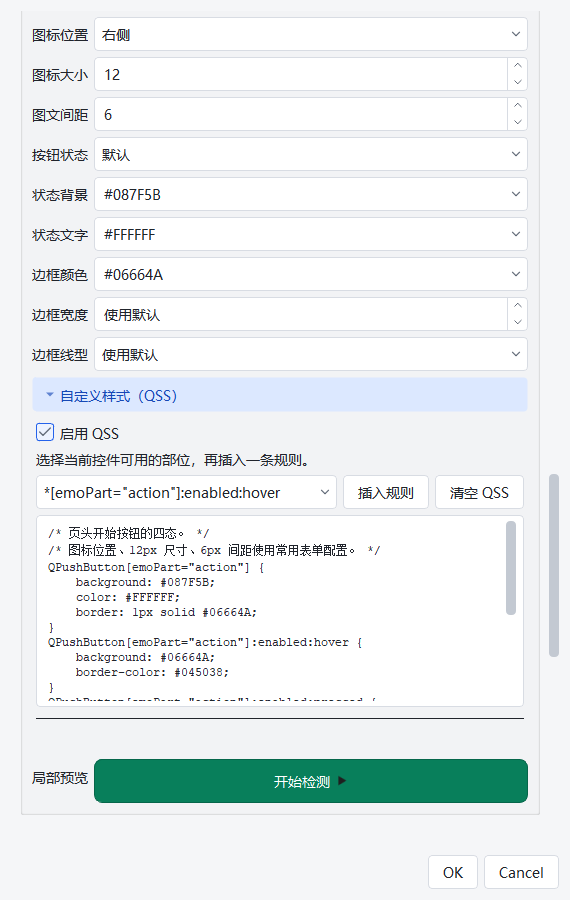 图标位置 右侧
图标大小 12
图文间距 6
按钮状态 默认
状态背景 #087F5B
状态文字 #FFFFFF
边框颜色 #06664A
边框宽度 使用默认
边框线型 使用默认
自定义样式（QSS）
启用 QSS
选择当前控件可用的部位，再插入一条规则。
*[emoPart="action"]:enabled:hover 插入规则 清空 QSS
/* 页头开始按钮的四态。 */
/* 图标位置、12px 尺寸、6px 间距使用常用表单配置。 */
QPushButton[emoPart="action"] {
    background: #087F5B;
    color: #FFFFFF;
    border: 1px solid #06664A;
}
QPushButton[emoPart="action"]:enabled:hover {
    background: #06664A;
    border-color: #045038;
}
QPushButton[emoPart="action"]:enabled:pressed {
局部预览 开始检测
OK Cancel